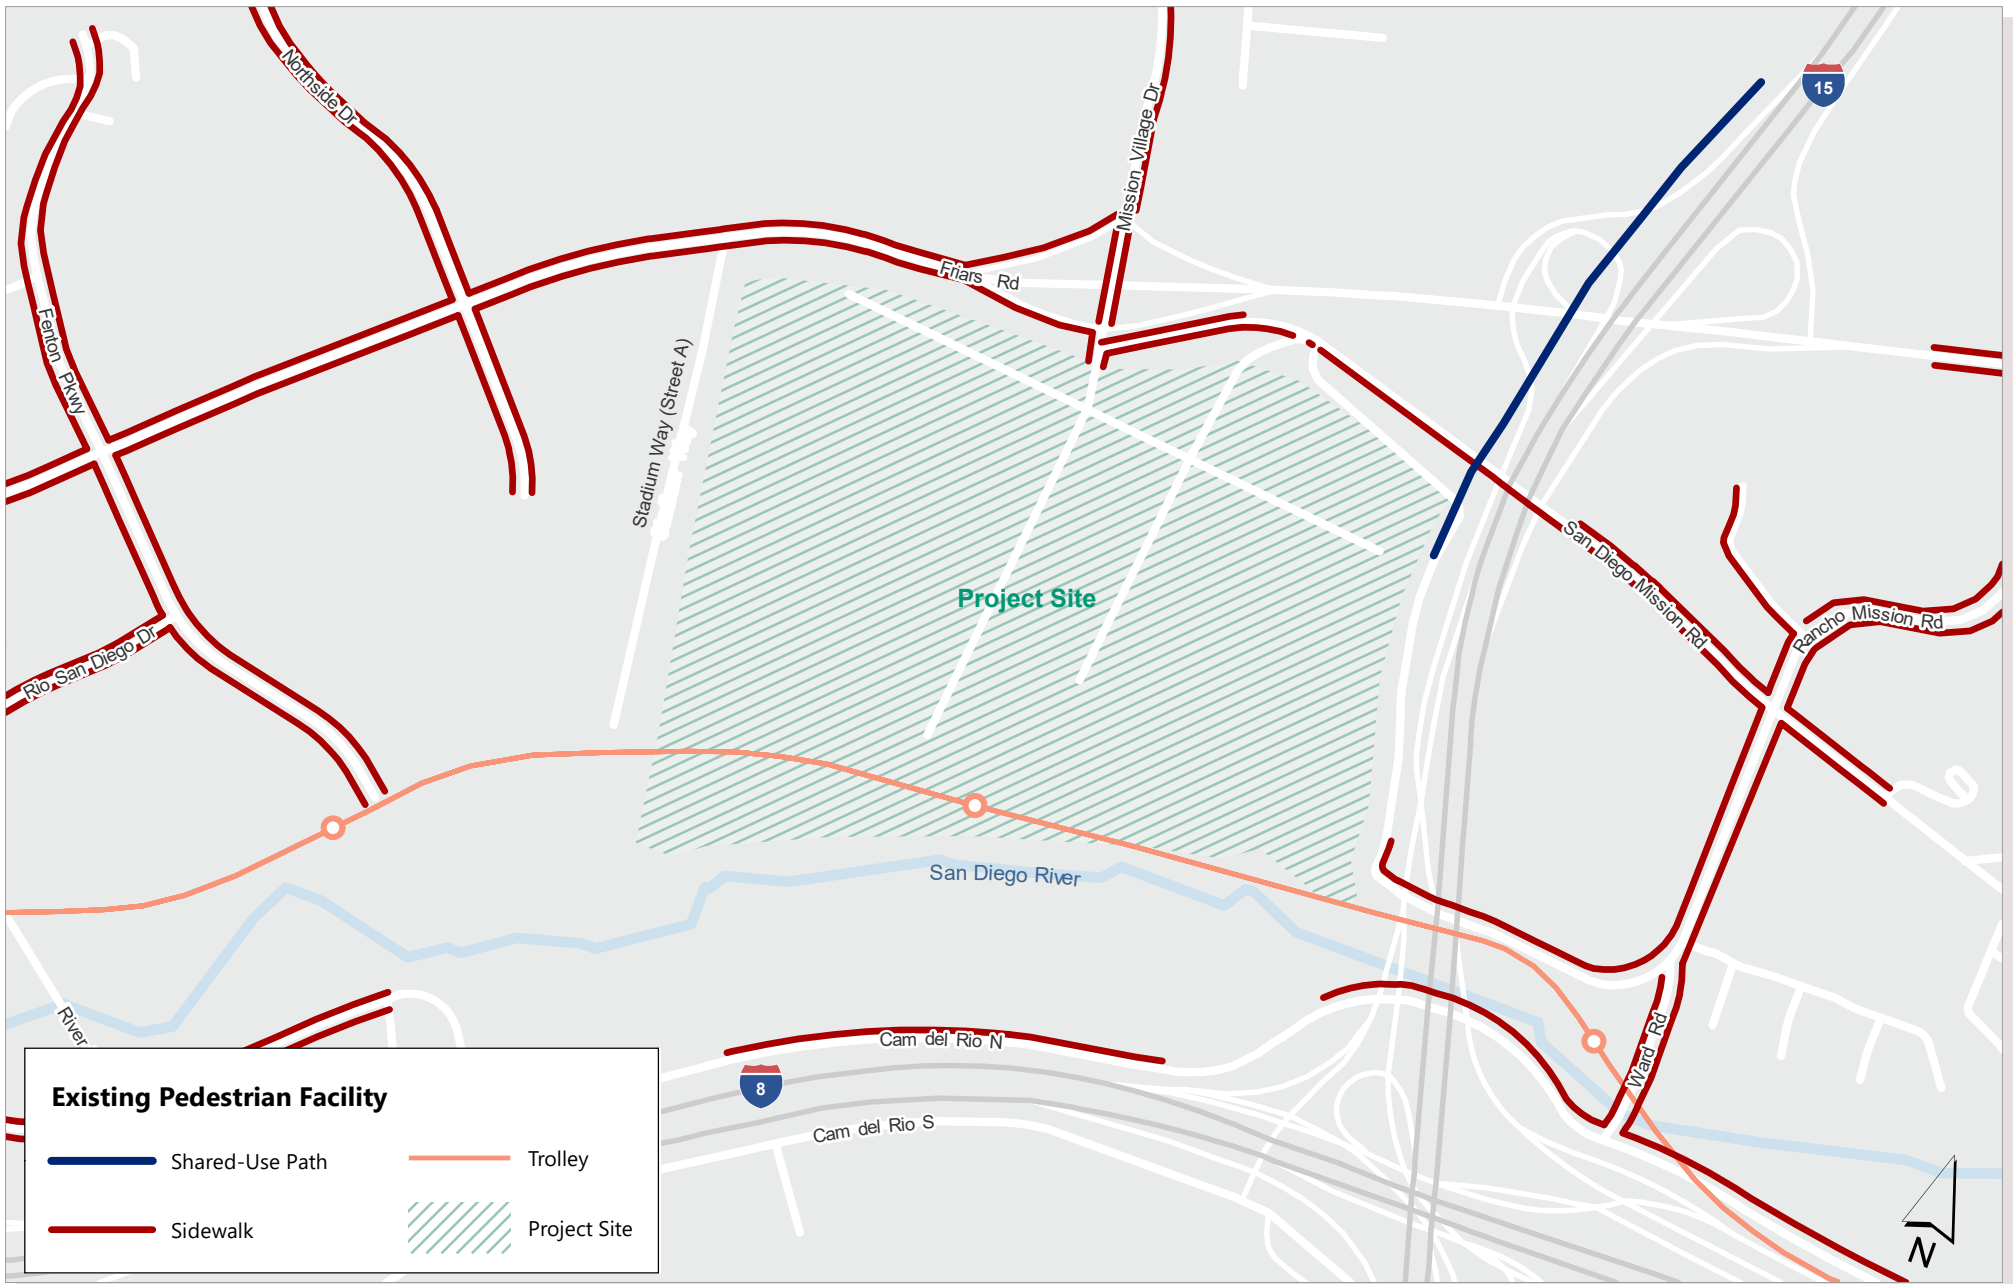 Northside Dr
Mission Village Dr
15
Friars Rd
Fenton Pkwy
Stadium Way (Street A)
San Diego Mission Rd
Project Site
Rancho Mission Rd
Rio San Diego Dr
San Diego River
River
Cam del Rio N
Ward Rd
8
Cam del Rio S
Existing Pedestrian Facility
Shared-Use Path
Trolley
Sidewalk
Project Site
N